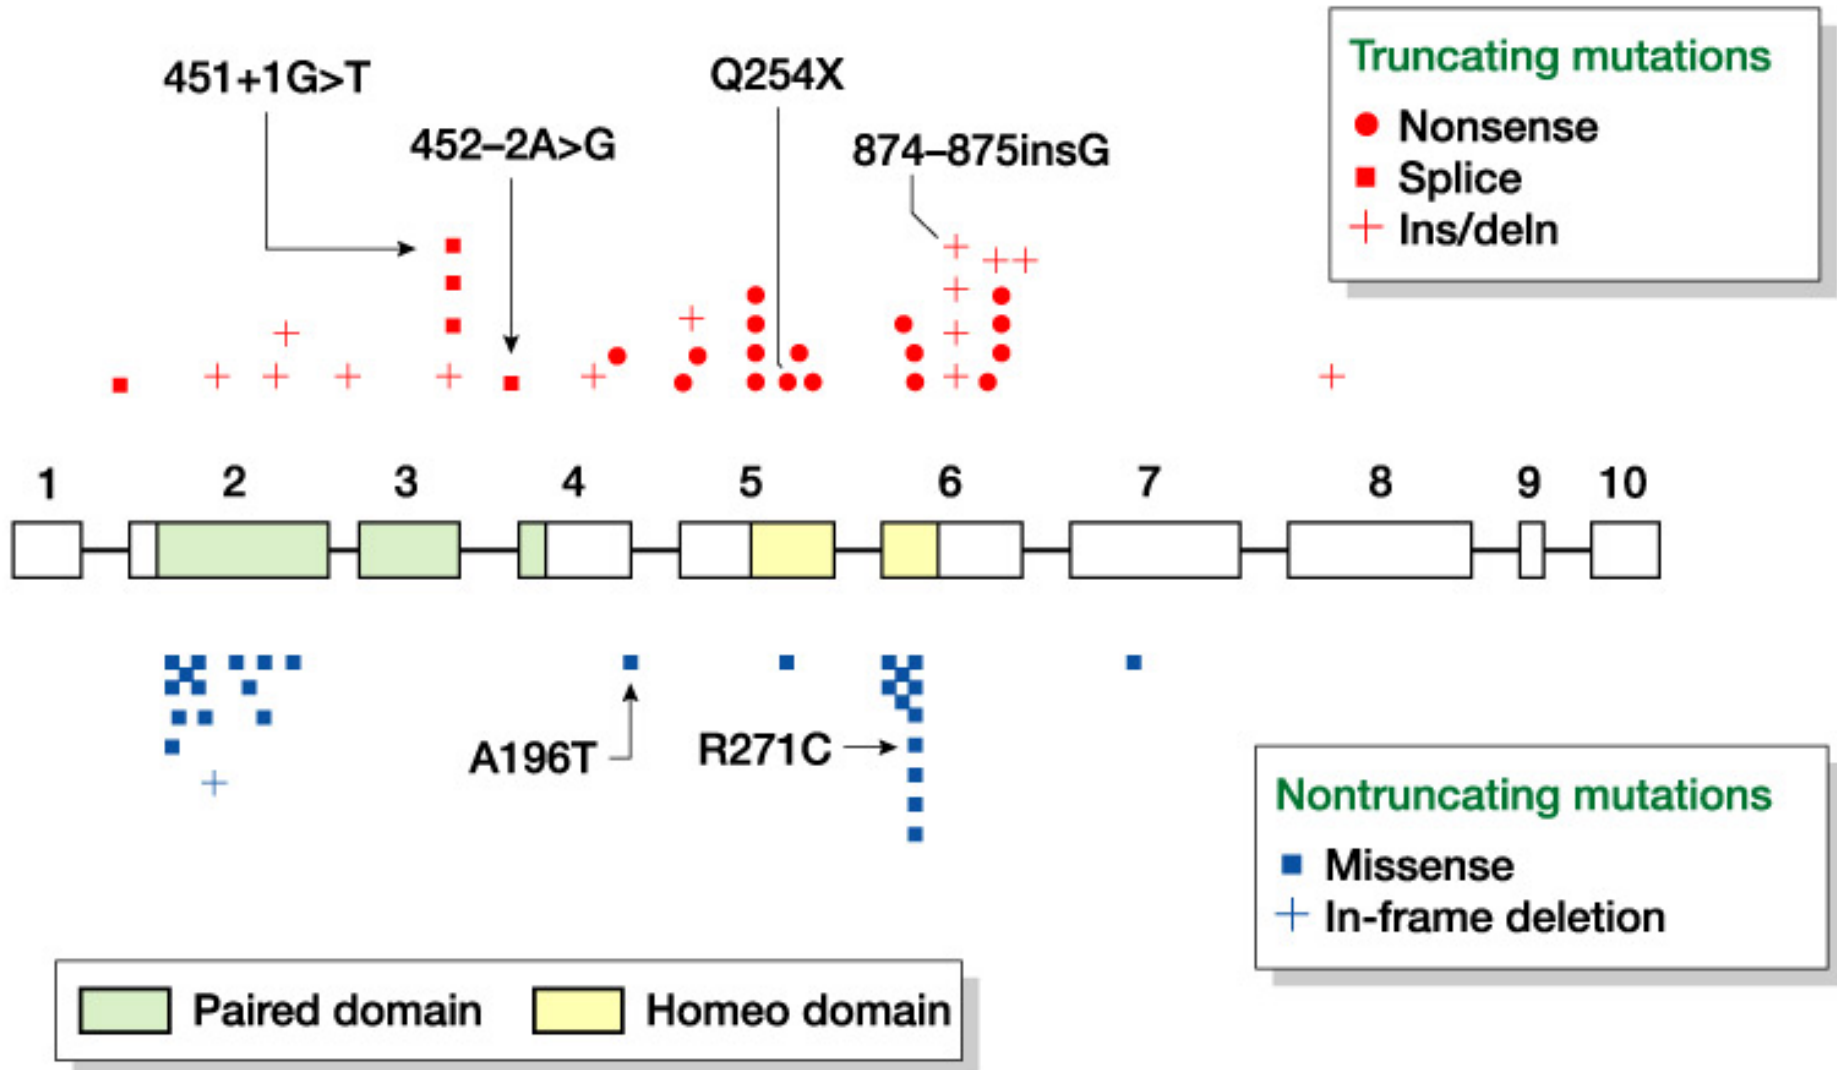 451+1G>T
Q254X
452–2A>G
874–875insG
Truncating mutations
Nonsense
Splice
Ins/deln
1 2 3 4 5 6 7 8 9 10
A196T
R271C
Nontruncating mutations
Missense
In-frame deletion
Paired domain
Homeo domain